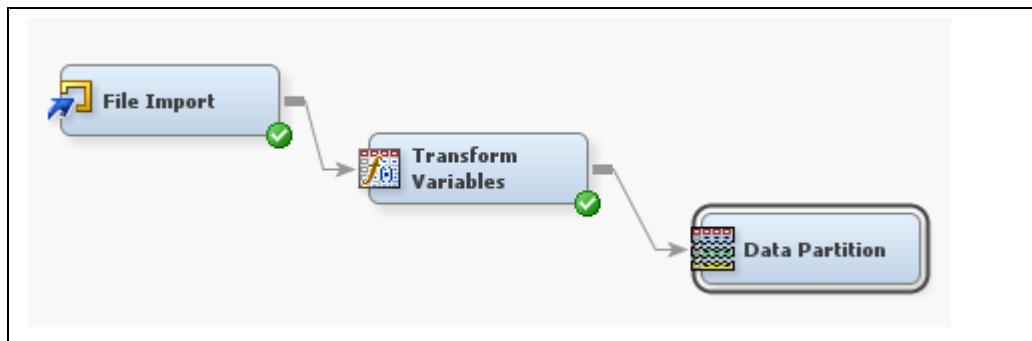 File Import
Transform
Variables
Data Partition